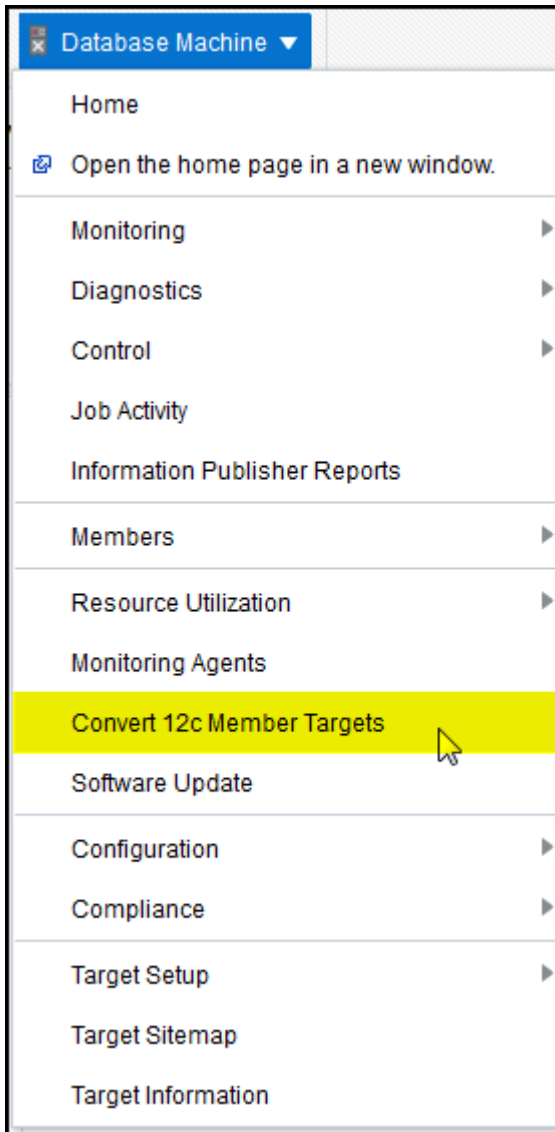 Database Machine
Home
Open the home page in a new window.
Monitoring
Diagnostics
Control
Job Activity
Information Publisher Reports
Members
Resource Utilization
Monitoring Agents
Convert 12c Member Targets
Software Update
Configuration
Compliance
Target Setup
Target Sitemap
Target Information